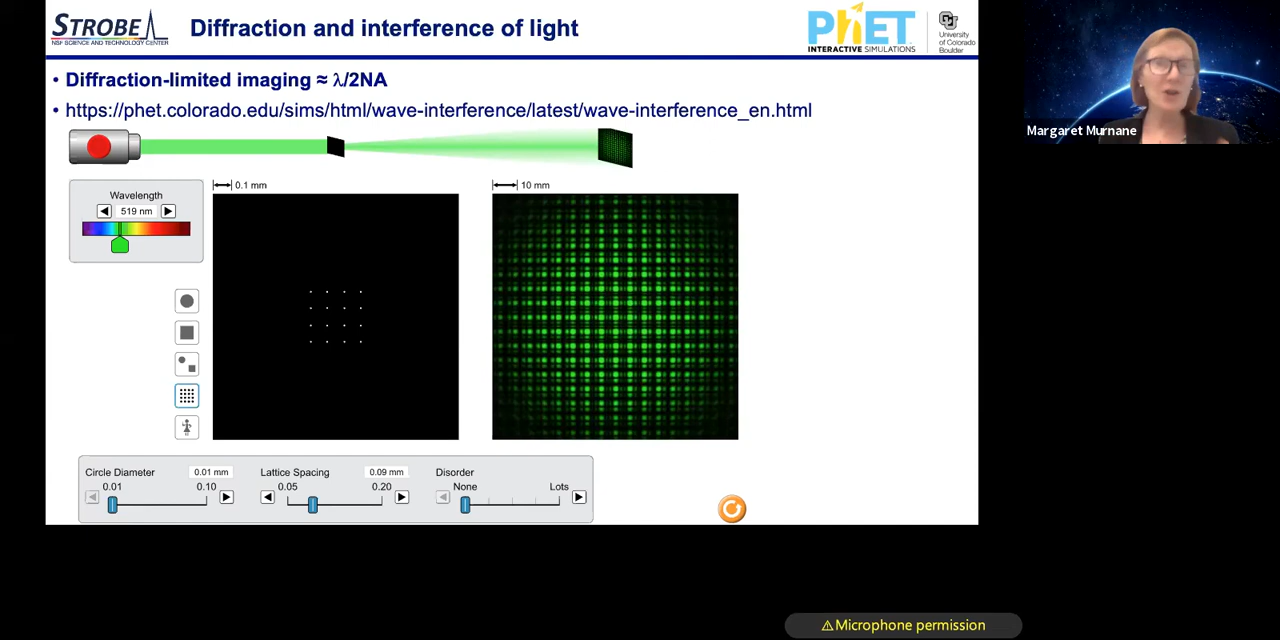 STROBE
NSF SCIENCE AND TECHNOLOGY CENTER
Diffraction and interference of light
PhET
INTERACTIVE SIMULATIONS
CU
University
of Colorado
Boulder
• Diffraction-limited imaging ≈ λ/2NA
• https://phet.colorado.edu/sims/html/wave-interference/latest/wave-interference_en.html
Margaret Murnane
0.1 mm
10 mm
Wavelength
519 nm
Circle Diameter 0.01 mm
0.01 0.10
Lattice Spacing 0.09 mm
0.05 0.20
Disorder
None Lots
⚠Microphone permission